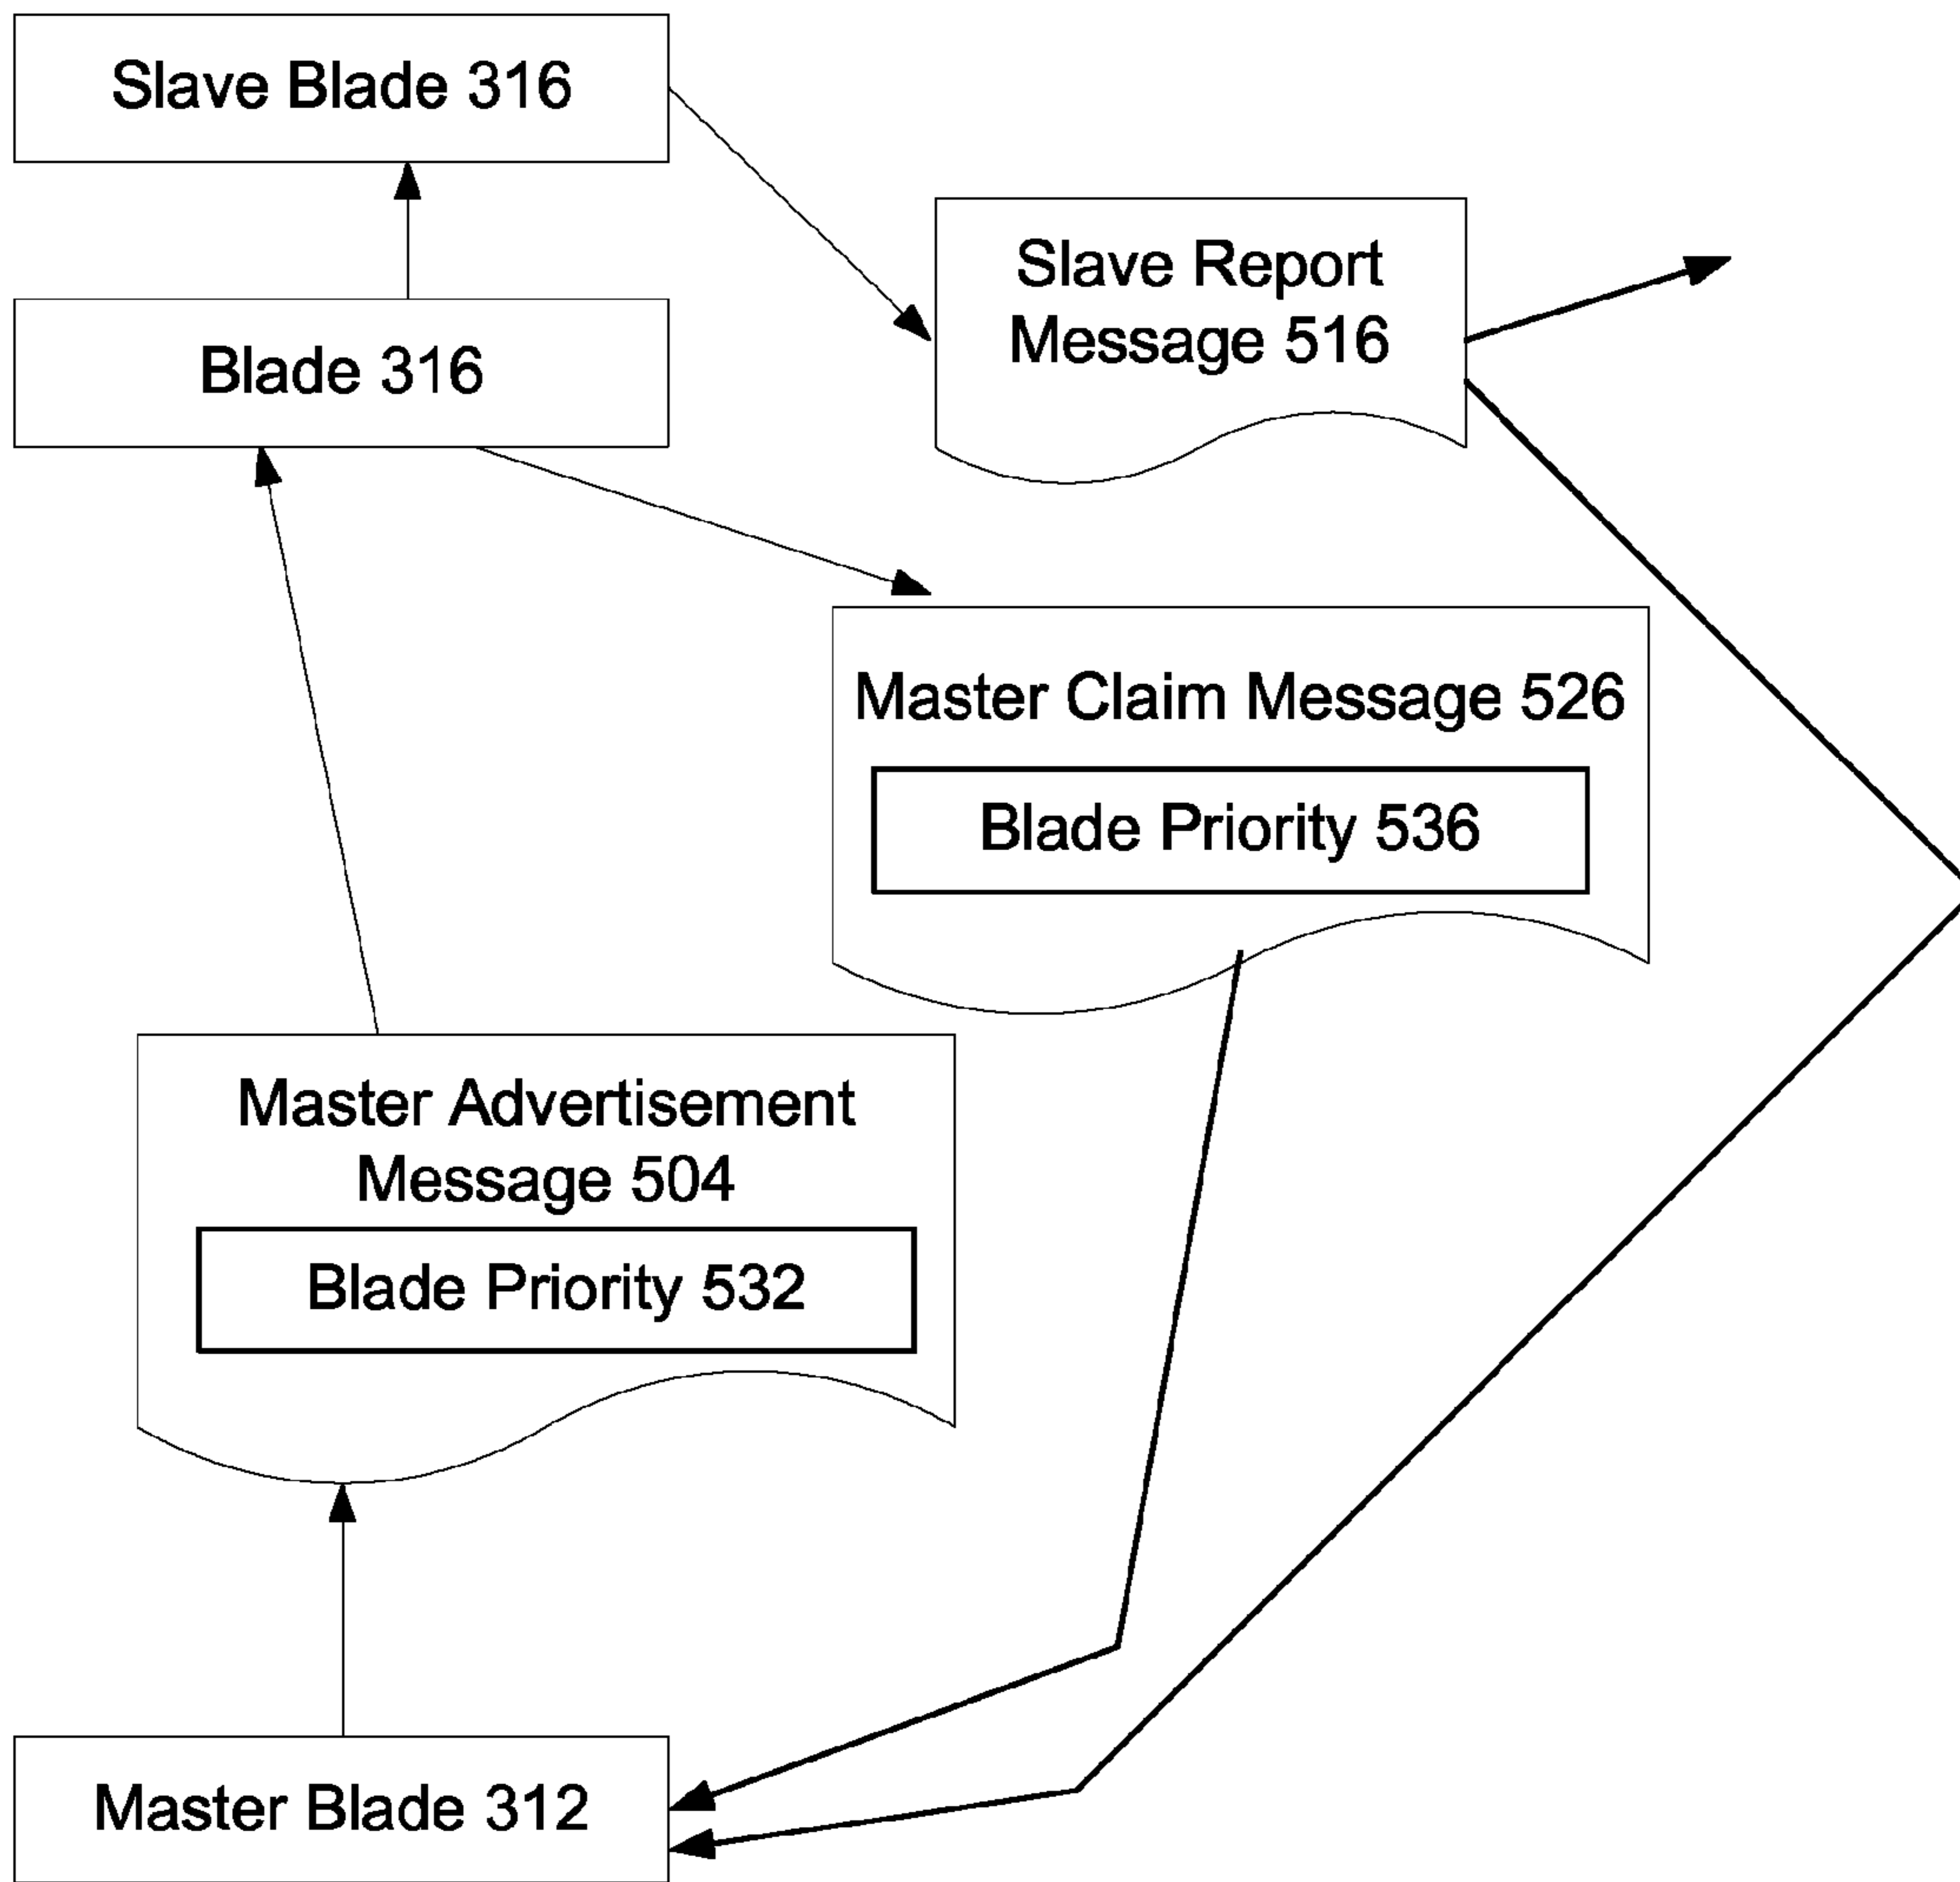 Slave Blade 316
Slave Report
Message 516
Blade 316
Master Claim Message 526
Blade Priority 536
Master Advertisement
Message 504
Blade Priority 532
Master Blade 312